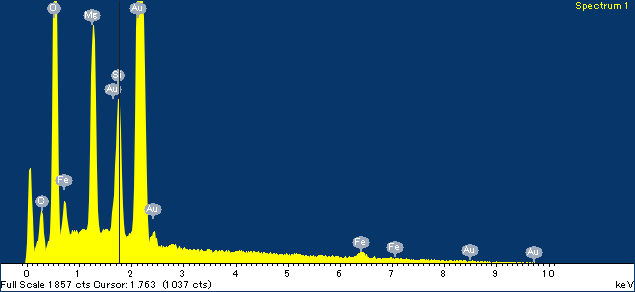 Spectrum 1
O Mg Au
Si
Au
Fe
C Au
Fe Fe Au Au
0 1 2 3 4 5 6 7 8 9 10
Full Scale 1857 cts Cursor: 1.763 (1037 cts) keV